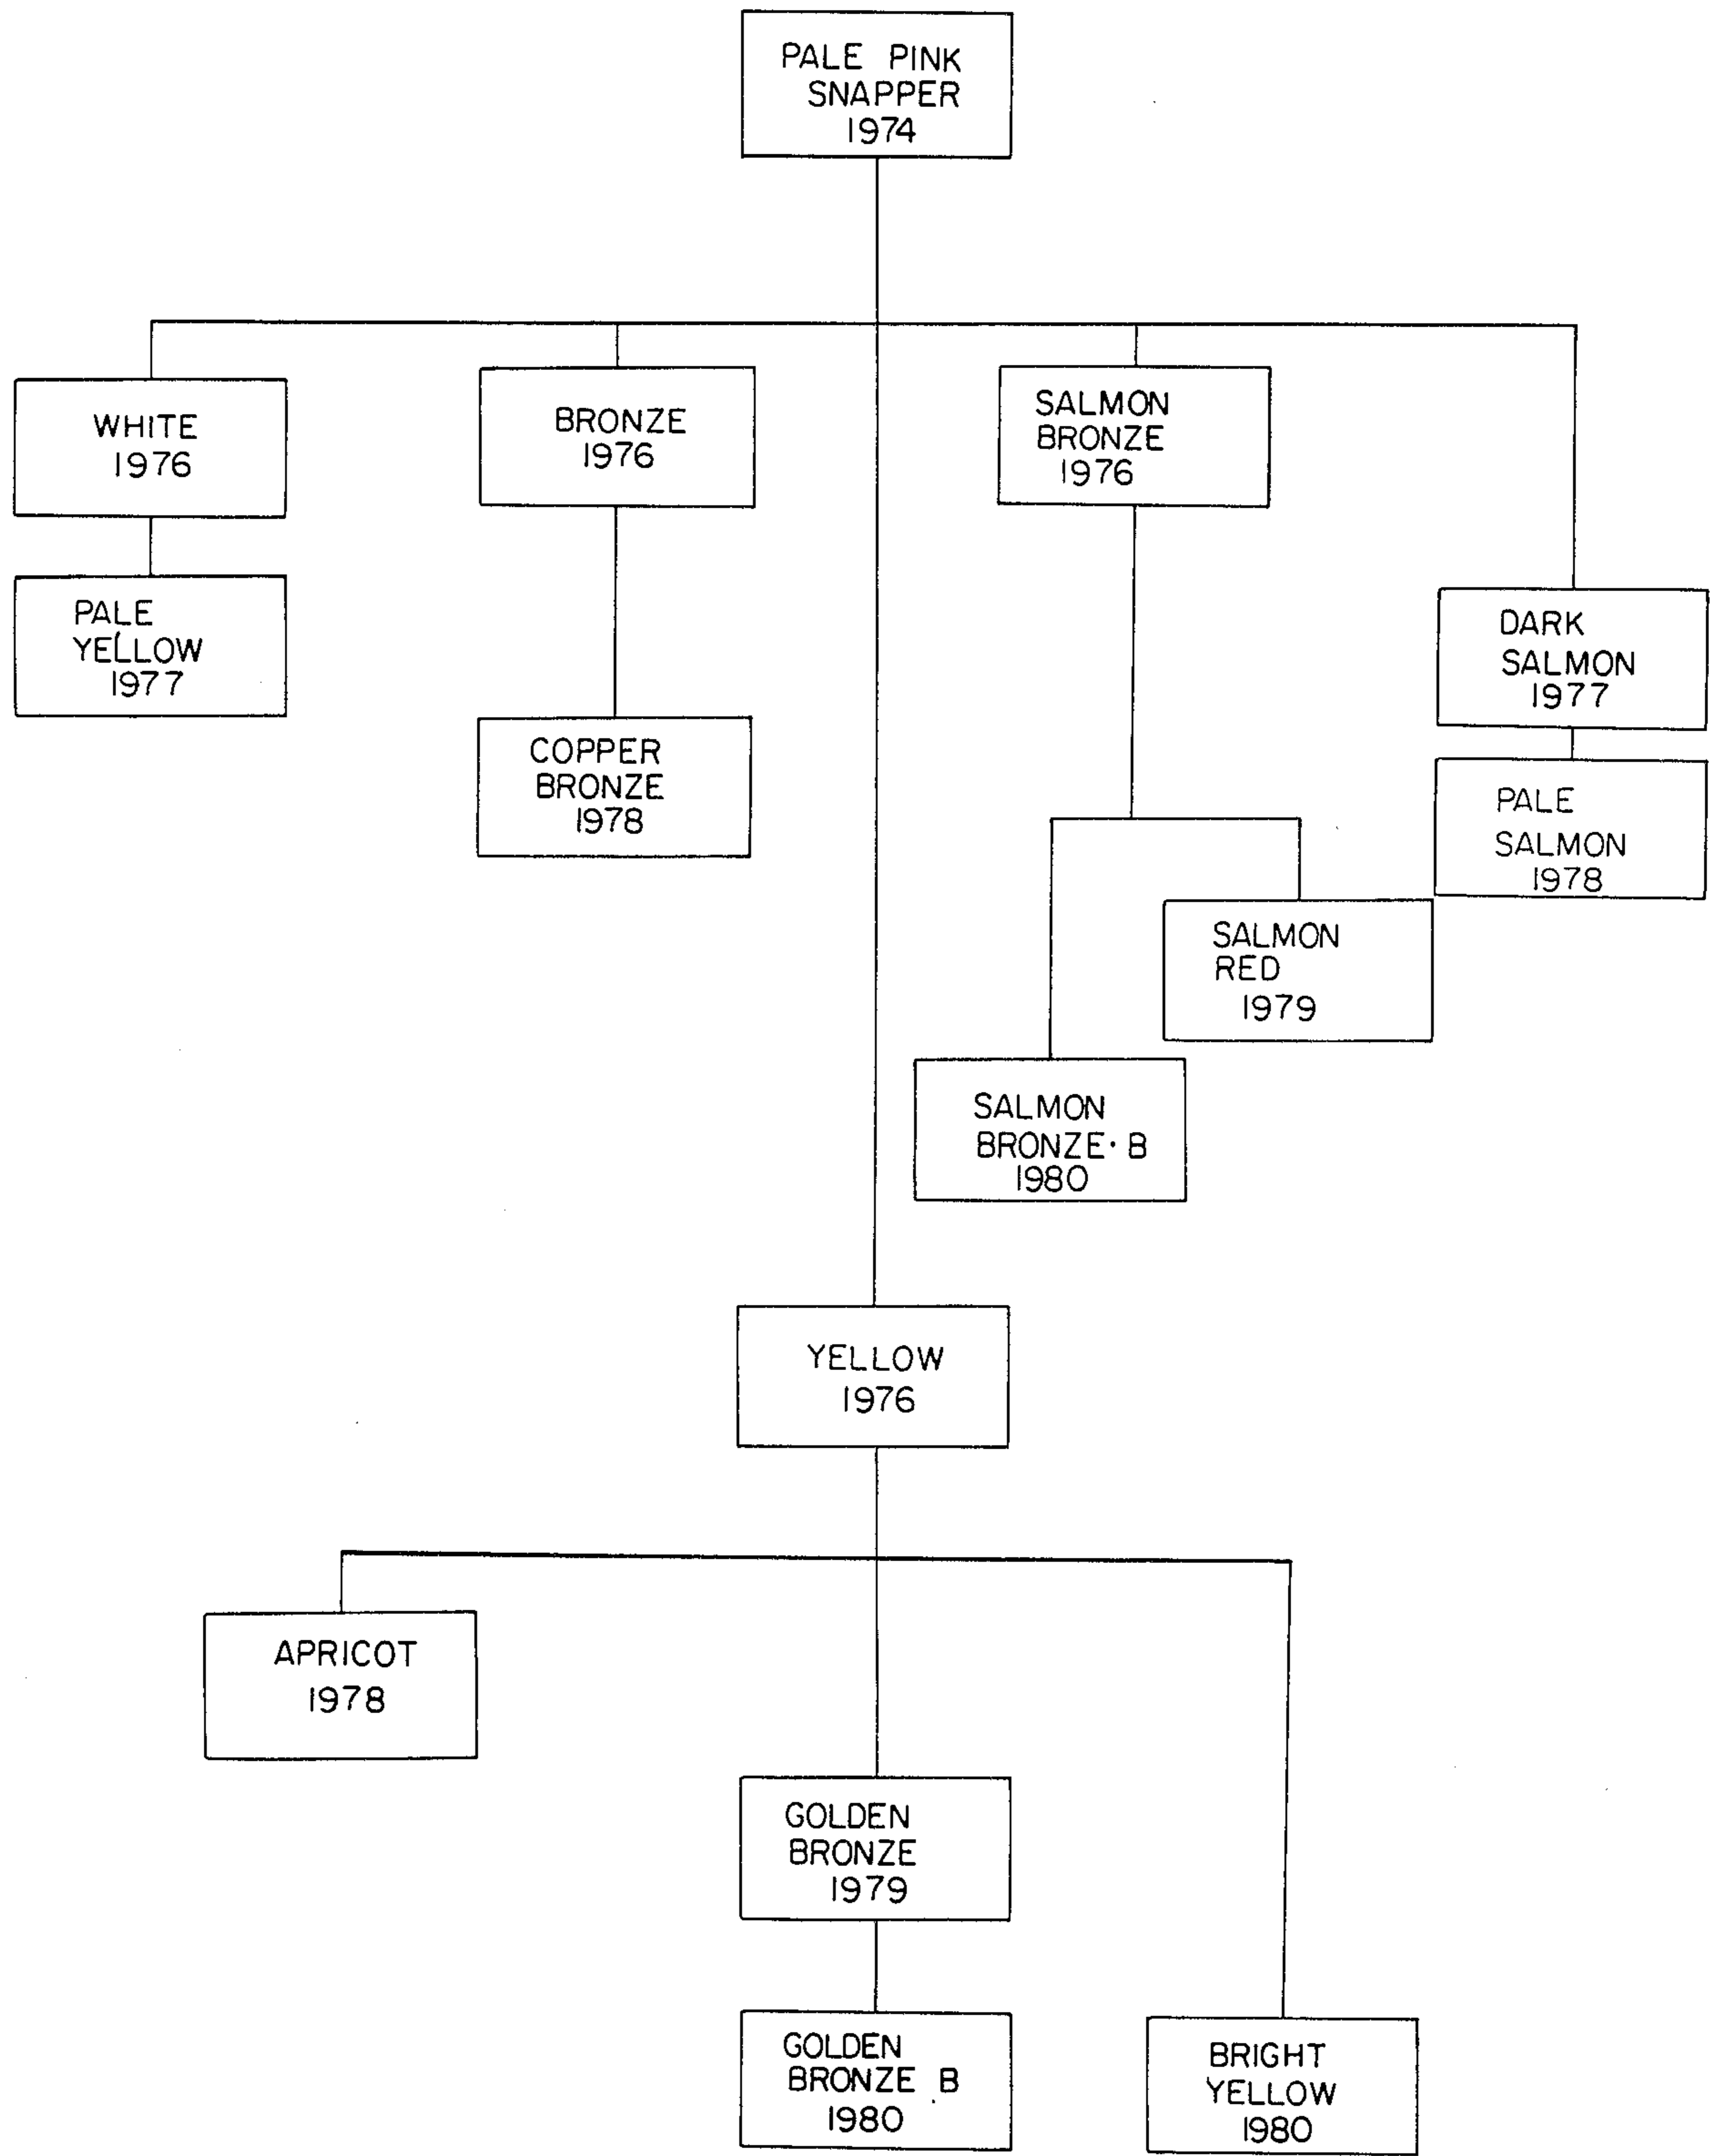 PALE PINK
SNAPPER
1974
WHITE
1976
BRONZE
1976
SALMON
BRONZE
1976
PALE
YELLOW
1977
DARK
SALMON
1977
COPPER
BRONZE
1978
PALE
SALMON
1978
SALMON
RED
1979
SALMON
BRONZE · B
1980
YELLOW
1976
APRICOT
1978
GOLDEN
BRONZE
1979
GOLDEN
BRONZE B
1980
BRIGHT
YELLOW
1980